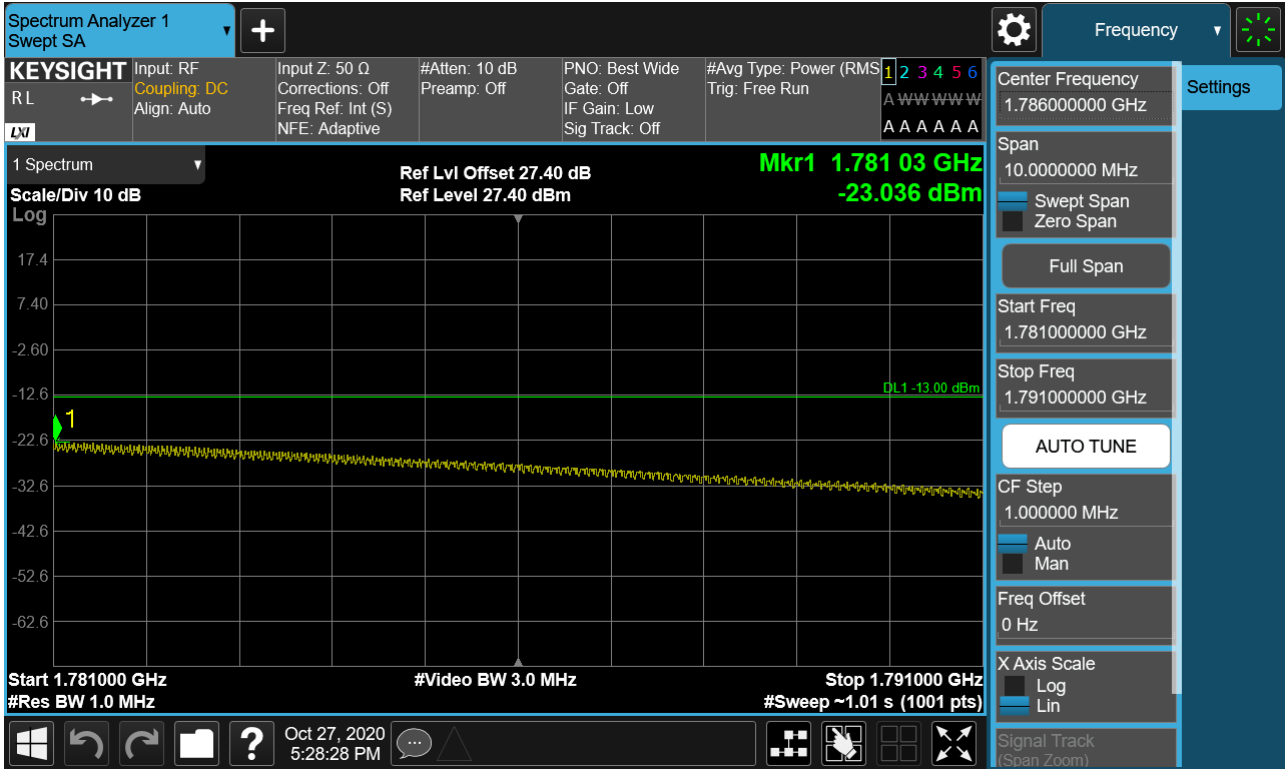 Spectrum Analyzer 1
Swept SA
Frequency
KEYSIGHT
R L
LXI
Input: RF
Coupling: DC
Align: Auto
Input Z: 50 Ω
Corrections: Off
Freq Ref: Int (S)
NFE: Adaptive
#Atten: 10 dB
Preamp: Off
PNO: Best Wide
Gate: Off
IF Gain: Low
Sig Track: Off
#Avg Type: Power (RMS
Trig: Free Run
1 2 3 4 5 6
A W W W W W
A A A A A A
1 Spectrum
Scale/Div 10 dB
Log
Ref Lvl Offset 27.40 dB
Ref Level 27.40 dBm
Mkr1 1.781 03 GHz
-23.036 dBm
17.4
7.40
-2.60
-12.6
-22.6
-32.6
-42.6
-52.6
-62.6
DL1 -13.00 dBm
1
Start 1.781000 GHz
#Res BW 1.0 MHz
#Video BW 3.0 MHz
Stop 1.791000 GHz
#Sweep ~1.01 s (1001 pts)
Center Frequency
1.786000000 GHz
Span
10.0000000 MHz
Swept Span
Zero Span
Full Span
Start Freq
1.781000000 GHz
Stop Freq
1.791000000 GHz
AUTO TUNE
CF Step
1.000000 MHz
Auto
Man
Freq Offset
0 Hz
X Axis Scale
Log
Lin
Signal Track
(Span Zoom)
Settings
?
Oct 27, 2020
5:28:28 PM